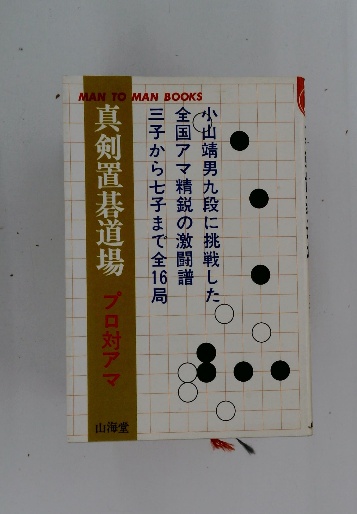 MAN TO MAN BOOKS
小山靖男九段に挑戦した
全国アマ精鋭の激闘譜
三子から七子まで全16局
真剣置碁道場
プロ対アマ
山海堂